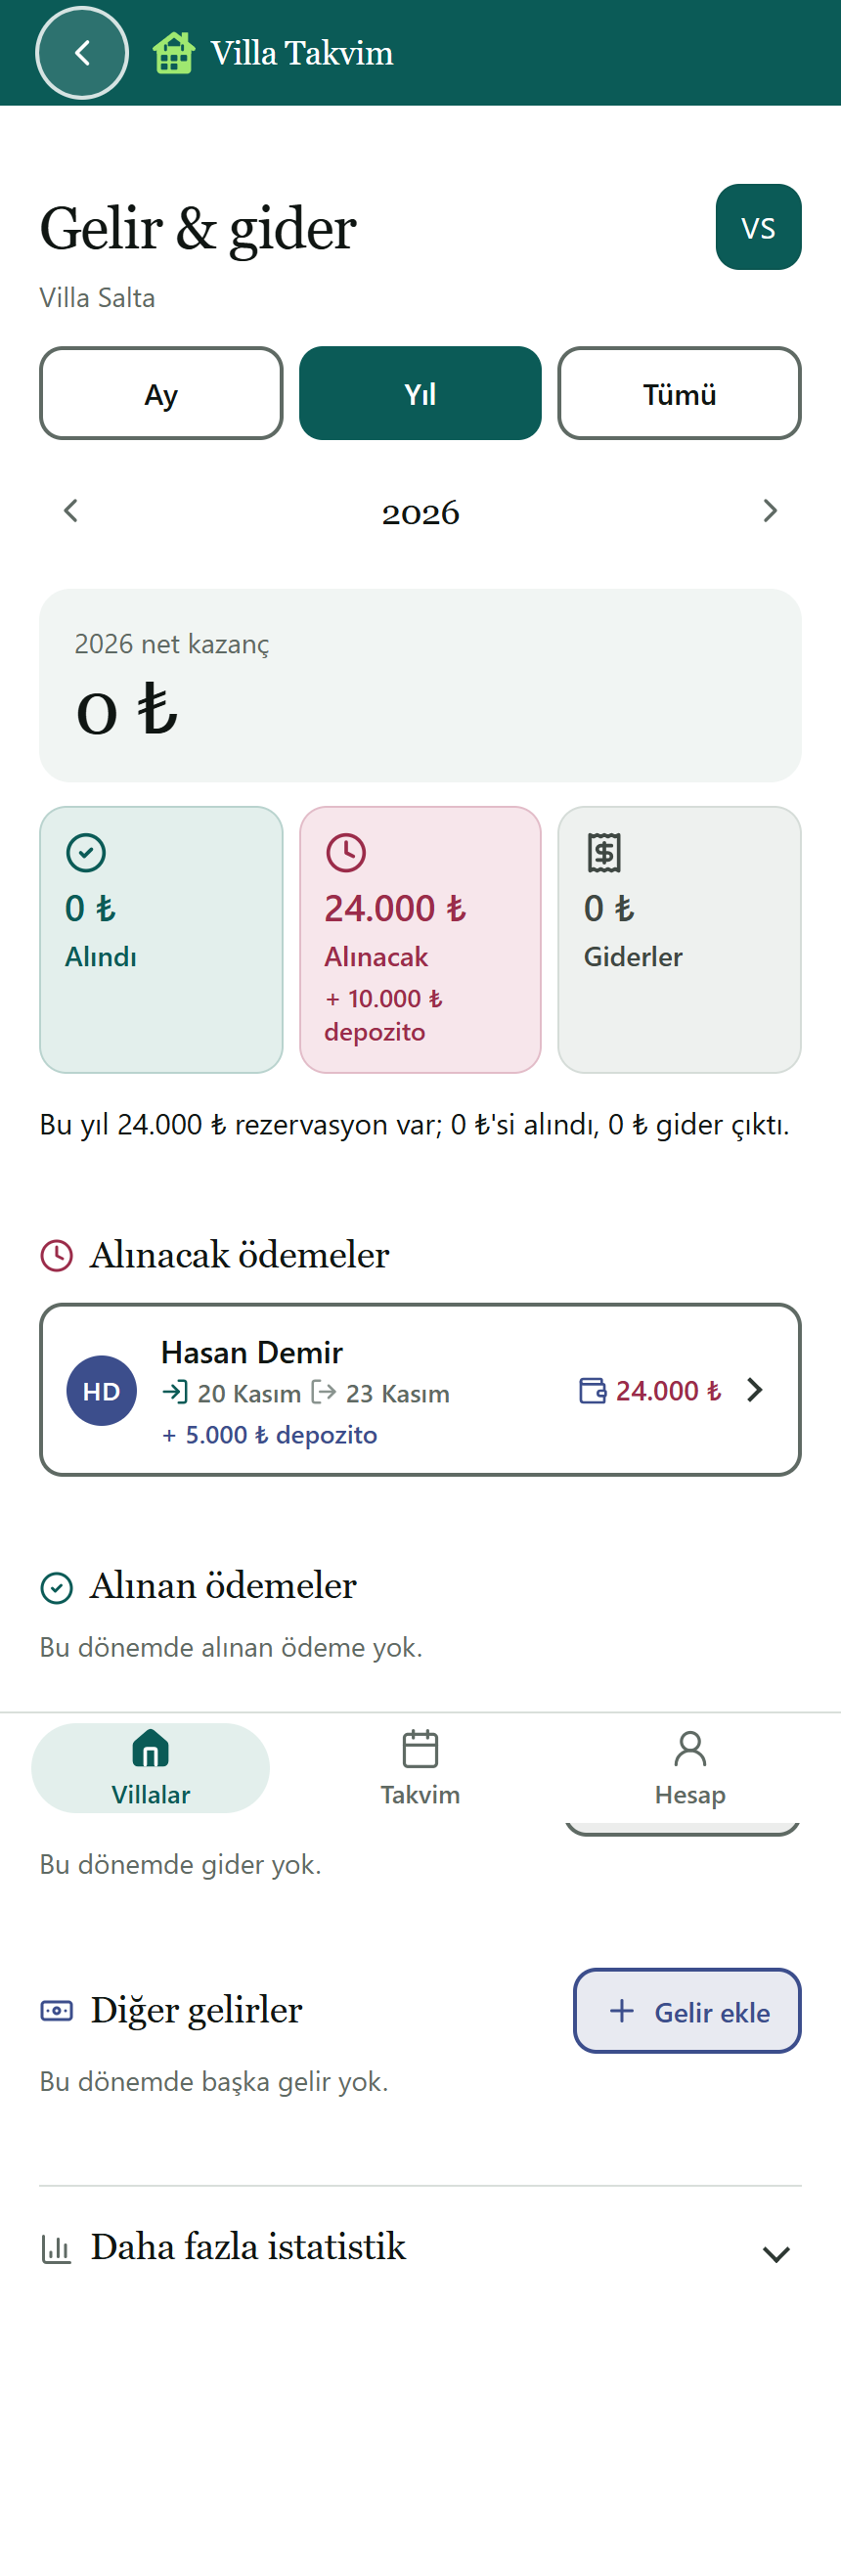 Villa Takvim
Gelir & gider
VS
Villa Salta
Ay
Yıl
Tümü
2026
2026 net kazanç
0 ₺
0 ₺
Alındı
24.000 ₺
Alınacak
+ 10.000 ₺
depozito
0 ₺
Giderler
Bu yıl 24.000 ₺ rezervasyon var; 0 ₺'si alındı, 0 ₺ gider çıktı.
Alınacak ödemeler
HD
Hasan Demir
20 Kasım 23 Kasım
+ 5.000 ₺ depozito
24.000 ₺
Alınan ödemeler
Bu dönemde alınan ödeme yok.
Villalar
Takvim
Hesap
Bu dönemde gider yok.
Diğer gelirler
Gelir ekle
Bu dönemde başka gelir yok.
Daha fazla istatistik